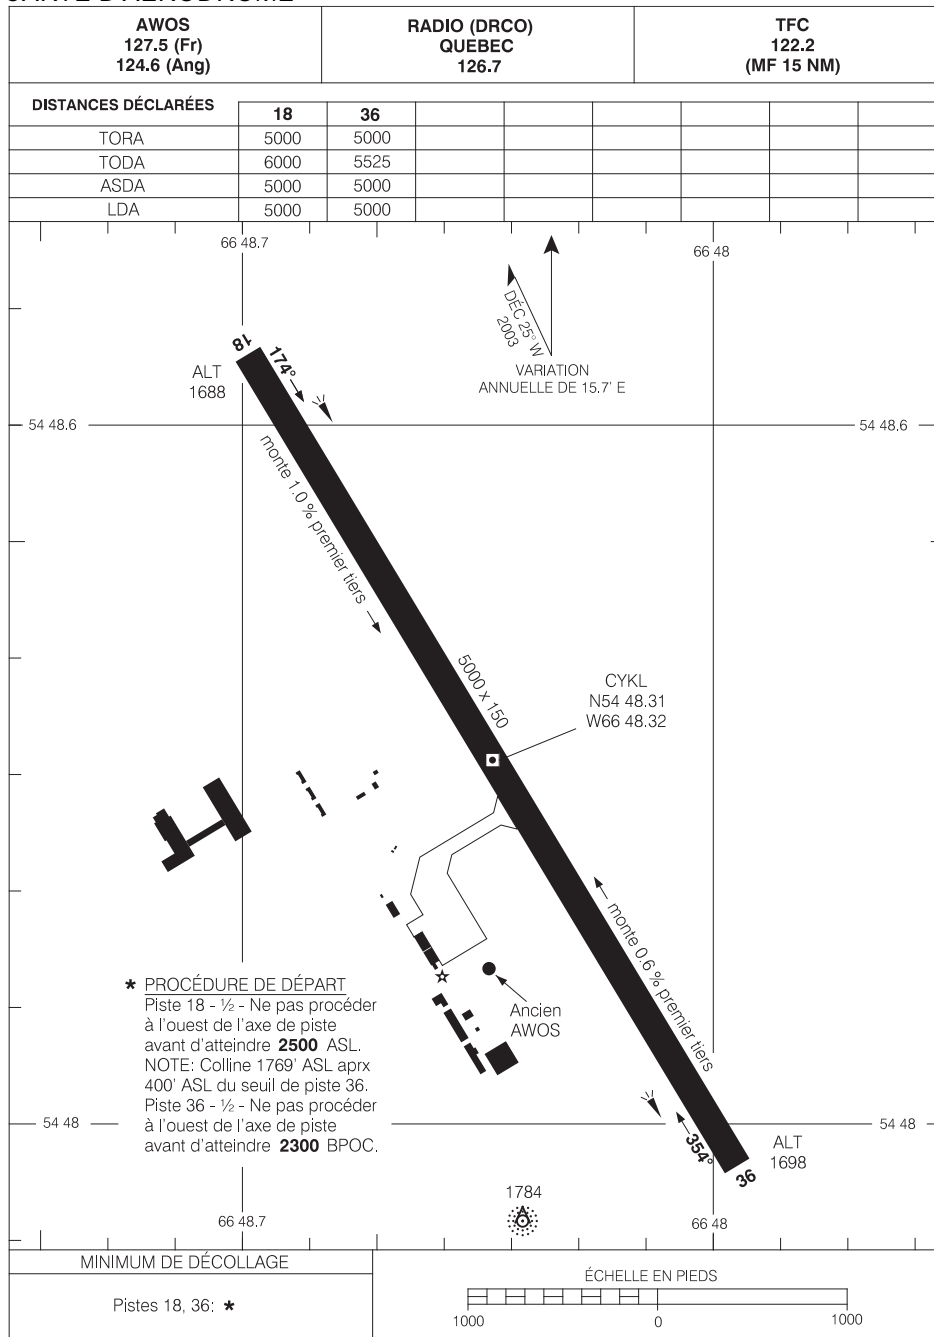 AWOS
127.5 (Fr)
124.6 (Ang)
RADIO (DRCO)
QUEBEC
126.7
TFC
122.2
(MF 15 NM)
DISTANCES DÉCLARÉES 18 36
TORA 5000 5000
TODA 6000 5525
ASDA 5000 5000
LDA 5000 5000
66 48.7
66 48
DÉC 25° W
2003
VARIATION
ANNUELLE DE 15.7' E
18
174°
ALT
1688
54 48.6
54 48.6
monte 1.0 % premier tiers
5000 x 150
CYKL
N54 48.31
W66 48.32
monte 0.6 % premier tiers
Ancien
AWOS
* PROCÉDURE DE DÉPART
Piste 18 - ½ - Ne pas procéder
à l'ouest de l'axe de piste
avant d'atteindre 2500 ASL.
NOTE: Colline 1769' ASL aprx
400' ASL du seuil de piste 36.
Piste 36 - ½ - Ne pas procéder
à l'ouest de l'axe de piste
avant d'atteindre 2300 BPOC.
54 48
54 48
354°
36
ALT
1698
1784
66 48.7
66 48
MINIMUM DE DÉCOLLAGE
Pistes 18, 36: *
ÉCHELLE EN PIEDS
1000 0 1000